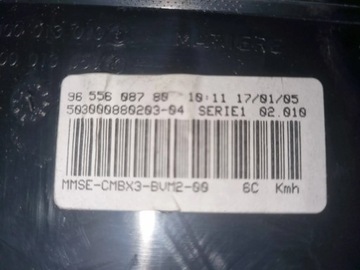 96 556 087 80 10:11 17/01/05
503000880203-04 SERIE1 02.010
MMSE-CMBX3-BVM2-00 6C Kmh